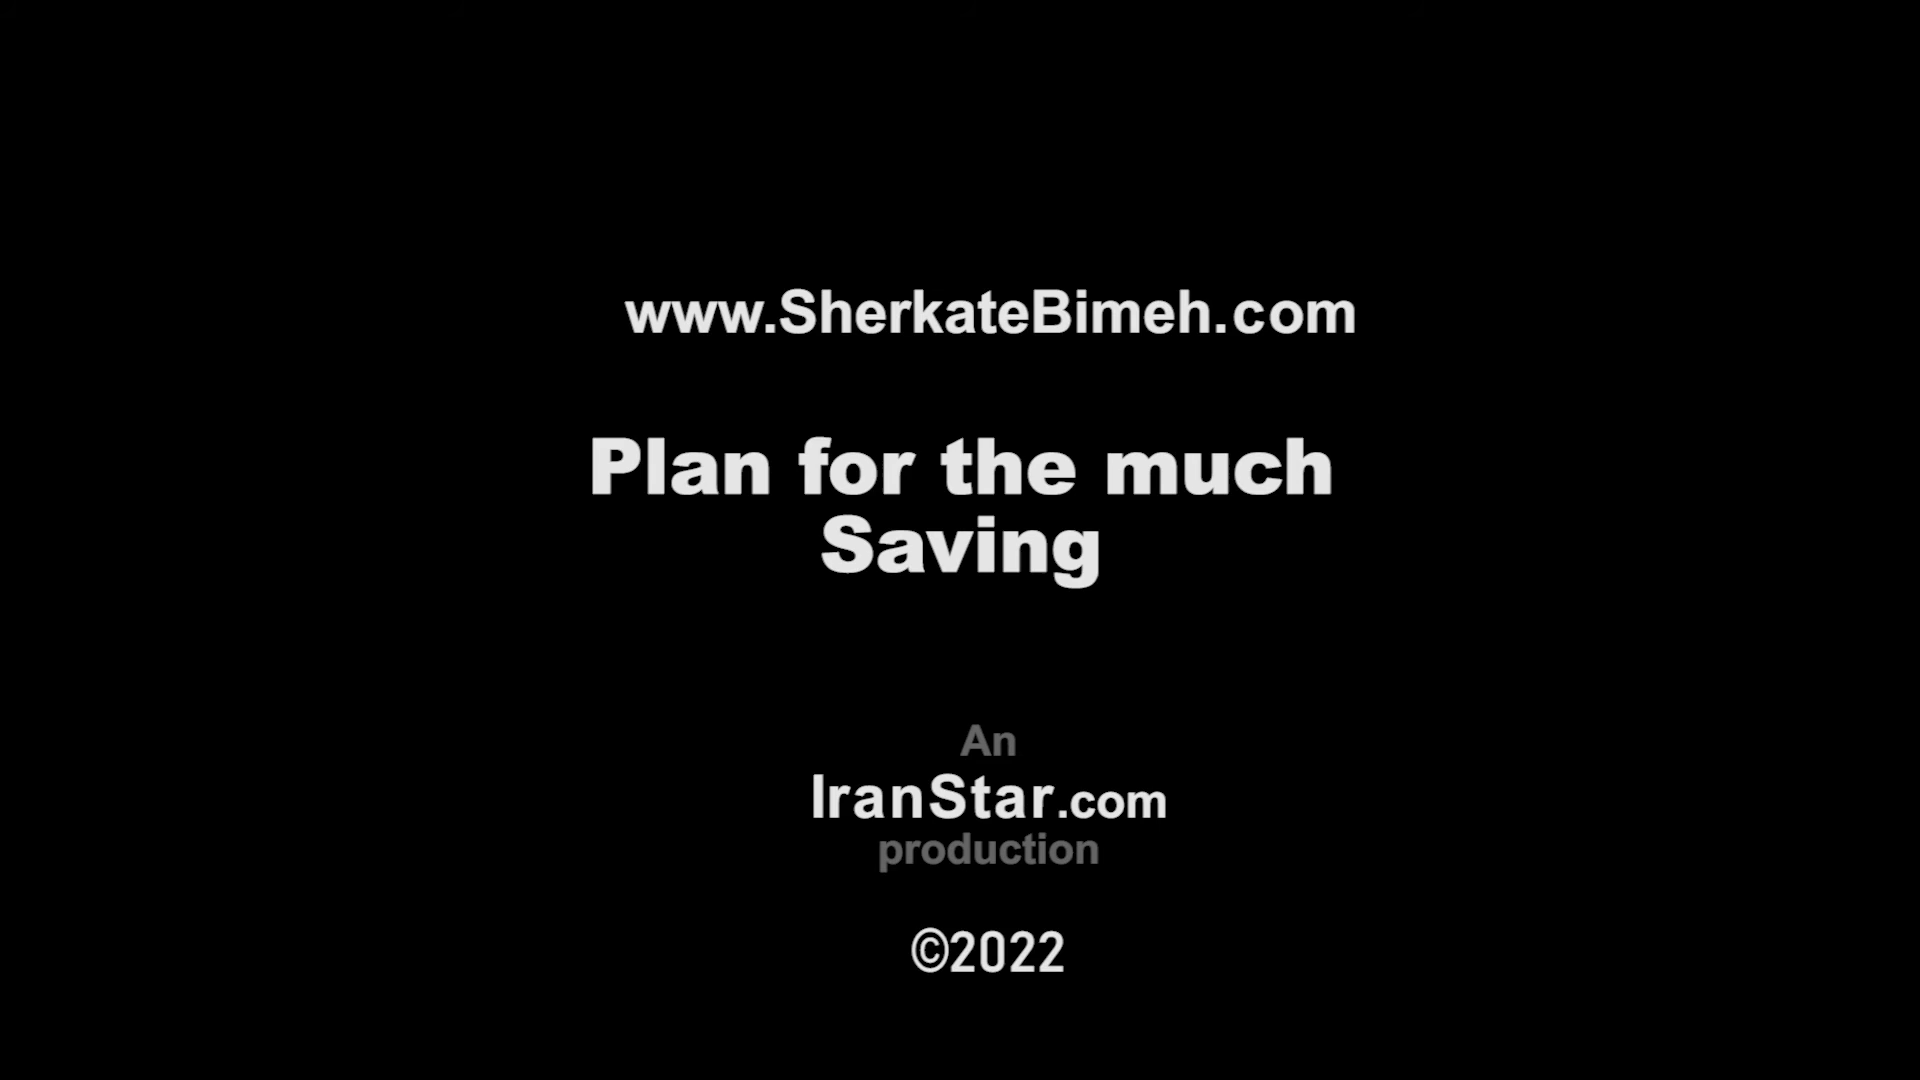 www.SherkateBimeh.com
Plan for the much
Saving
An
IranStar.com
production
©2022